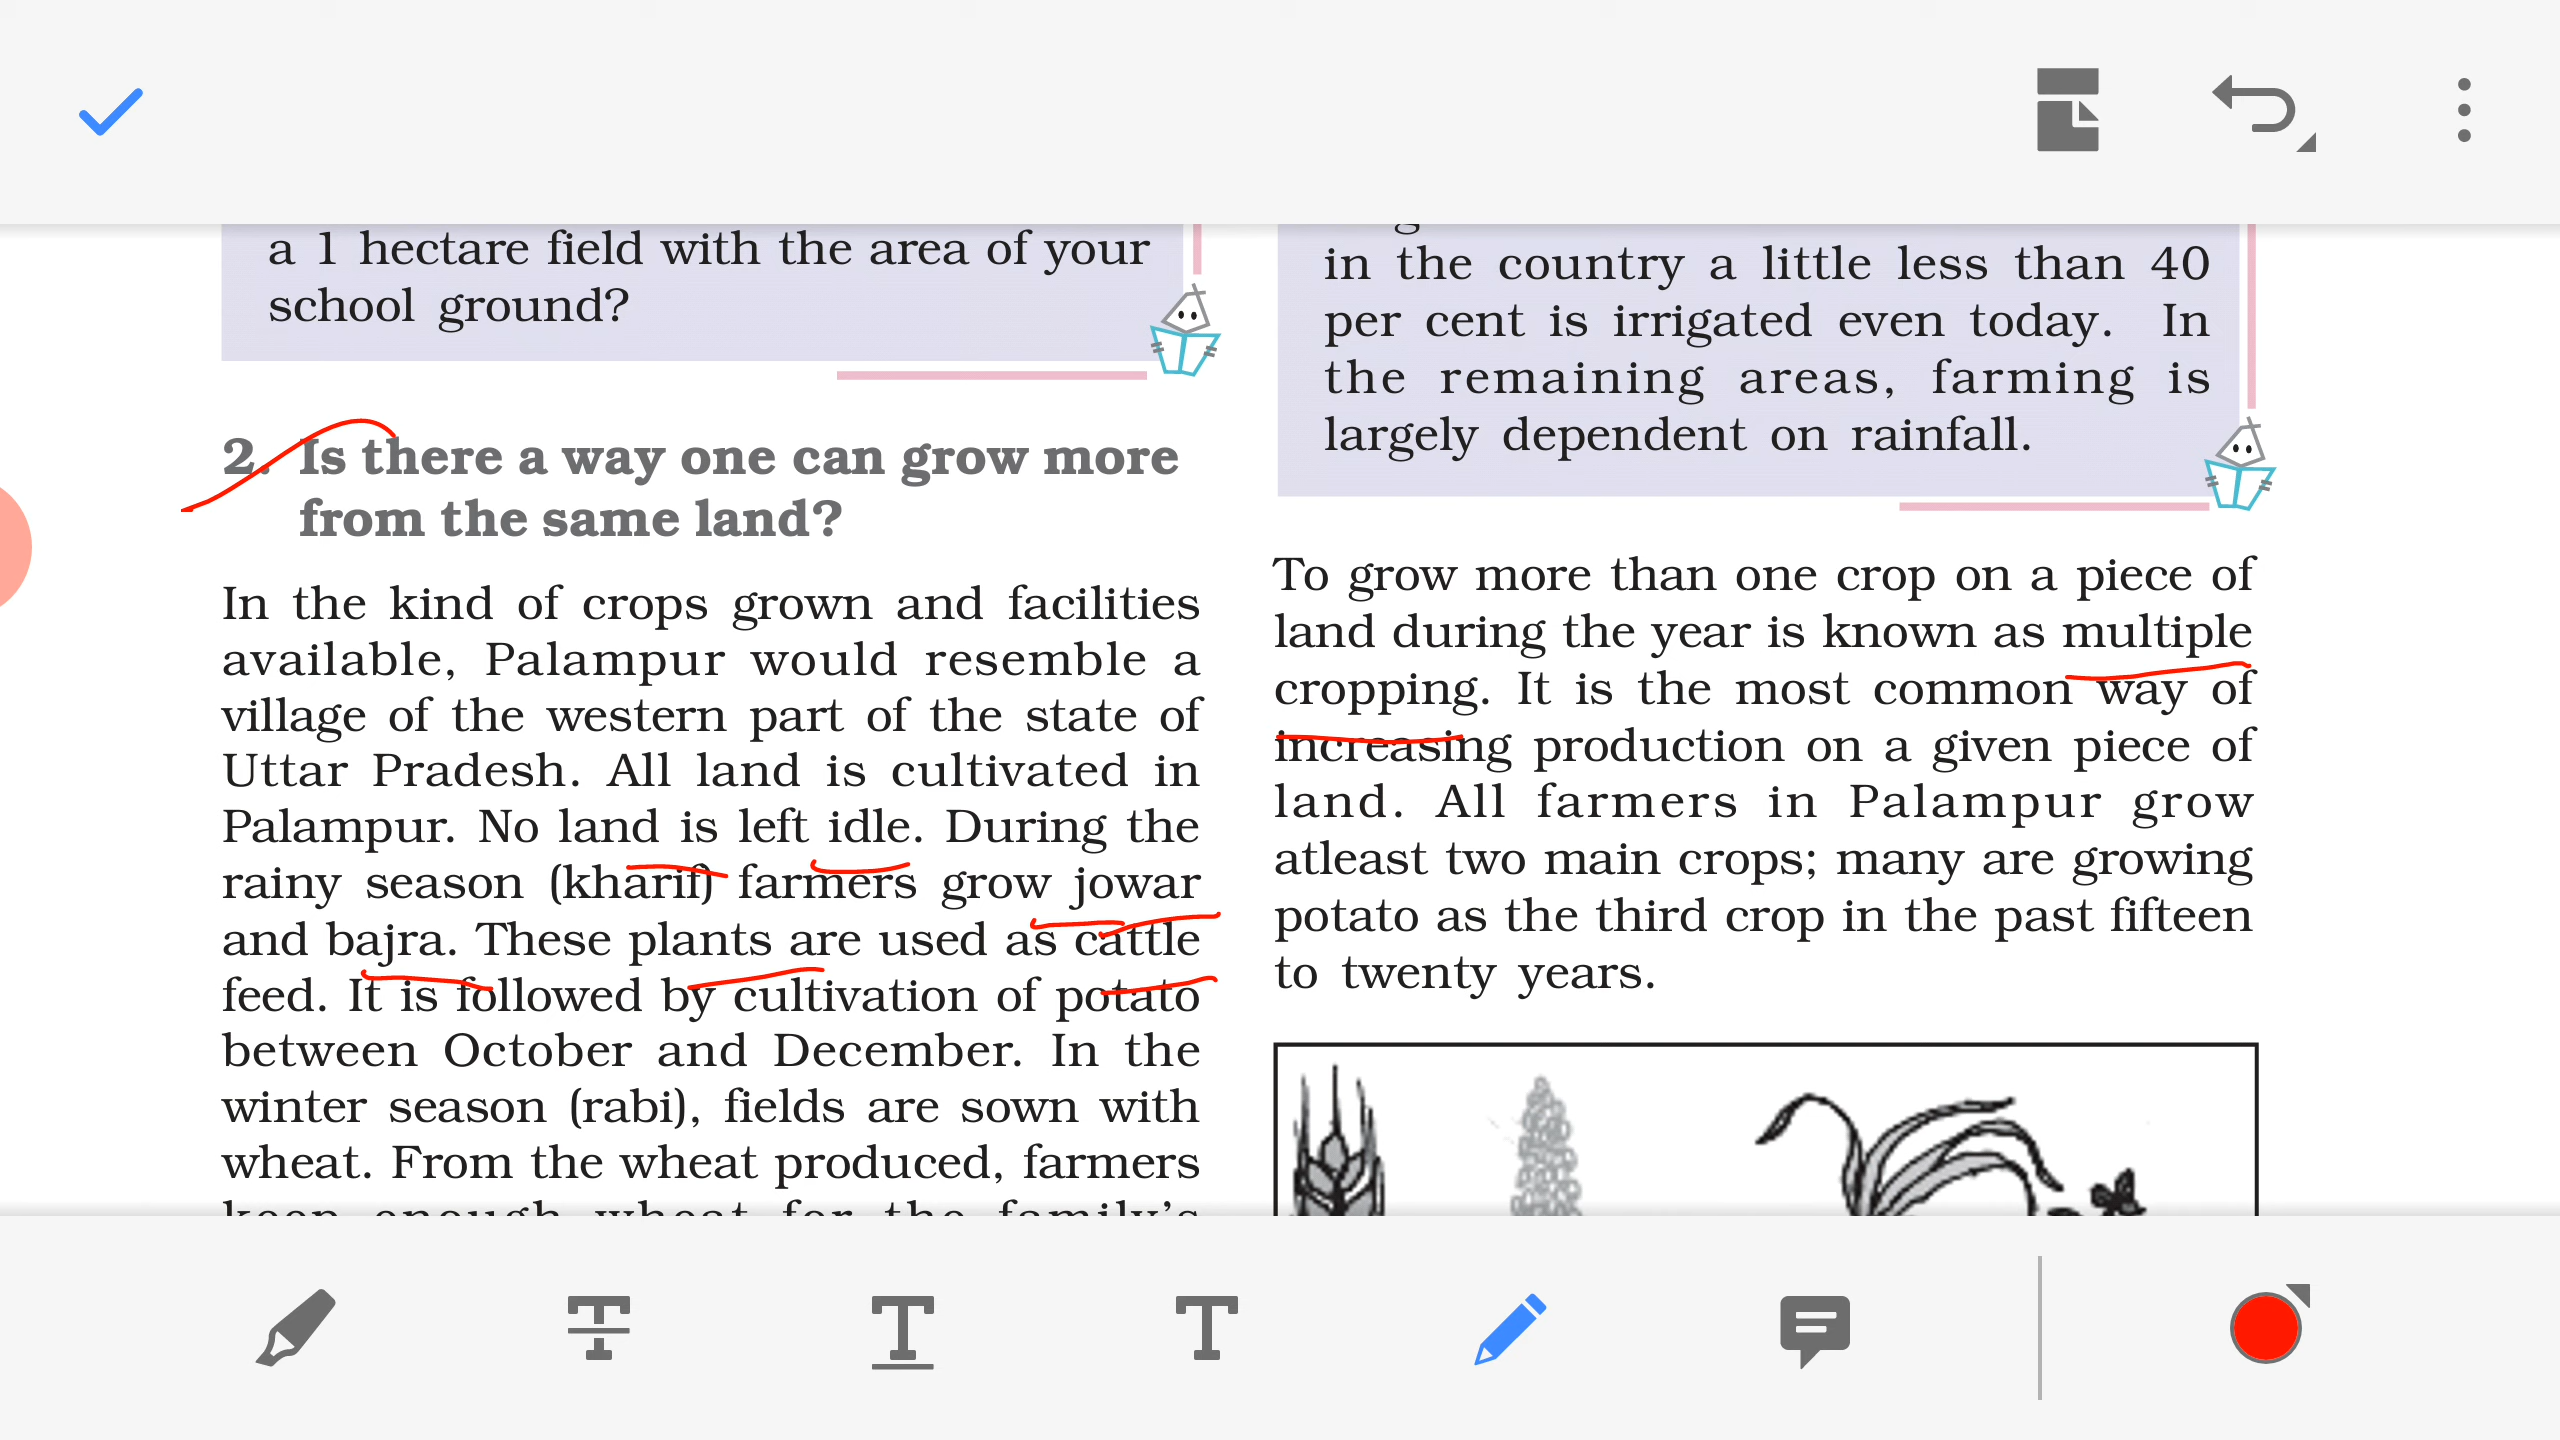 a 1 hectare field with the area of your
school ground?
2. Is there a way one can grow more
from the same land?
In the kind of crops grown and facilities
available, Palampur would resemble a
village of the western part of the state of
Uttar Pradesh. All land is cultivated in
Palampur. No land is left idle. During the
rainy season (kharif) farmers grow jowar
and bajra. These plants are used as cattle
feed. It is followed by cultivation of potato
between October and December. In the
winter season (rabi), fields are sown with
wheat. From the wheat produced, farmers
keep enough wheat for the family's
in the country a little less than 40
per cent is irrigated even today. In
the remaining areas, farming is
largely dependent on rainfall.
To grow more than one crop on a piece of
land during the year is known as multiple
cropping. It is the most common way of
increasing production on a given piece of
land. All farmers in Palampur grow
atleast two main crops; many are growing
potato as the third crop in the past fifteen
to twenty years.